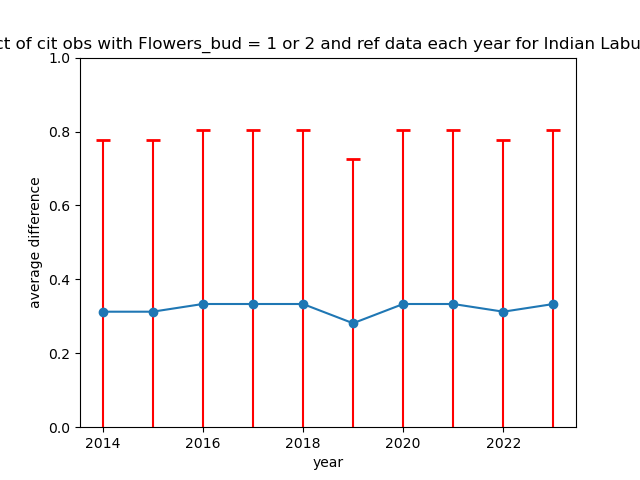 ct of cit obs with Flowers_bud = 1 or 2 and ref data each year for Indian Labu
1.0
0.8
0.6
0.4
0.2
0.0
average difference
2014 2016 2018 2020 2022
year